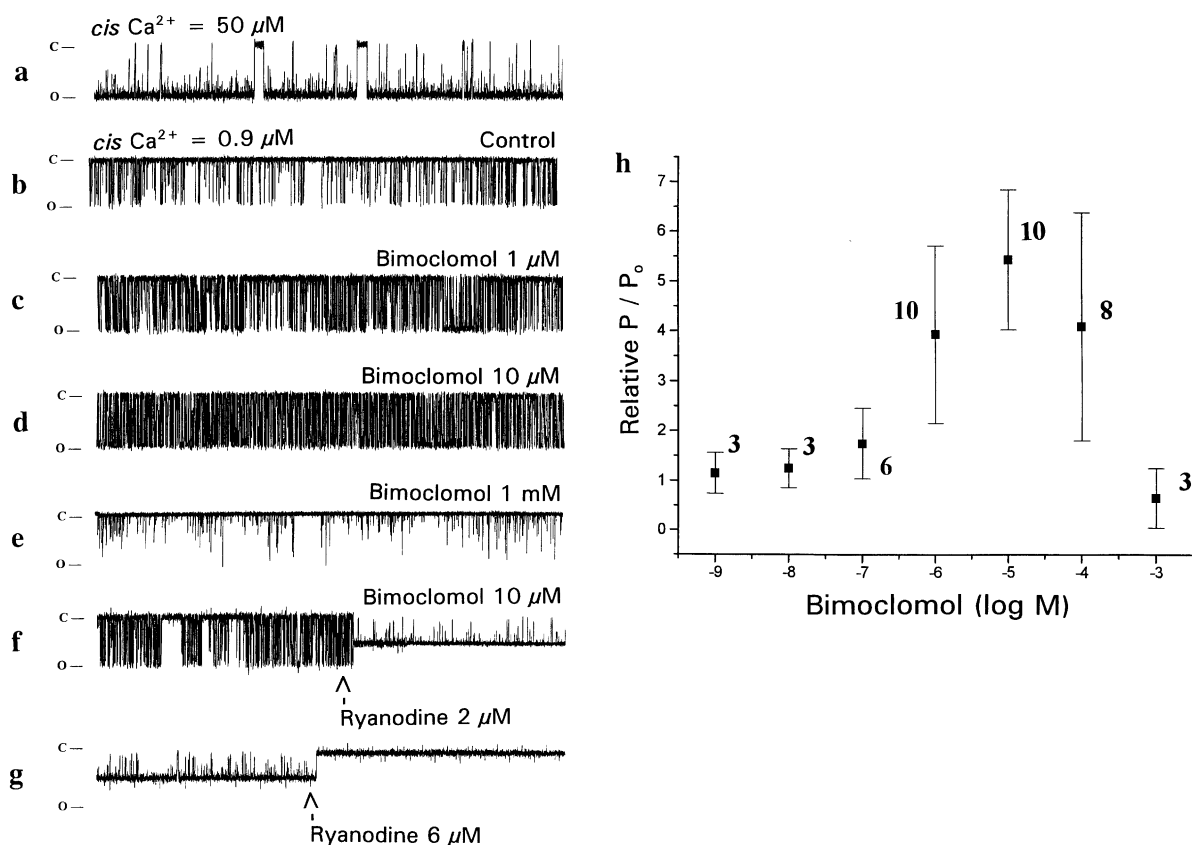 cis Ca²⁺ = 50 μM
a
C –
O –
cis Ca²⁺ = 0.9 μM Control
b
C –
O –
Bimoclomol 1 μM
c
C –
O –
Bimoclomol 10 μM
d
C –
O –
Bimoclomol 1 mM
e
C –
O –
Bimoclomol 10 μM
f
C –
O –
Ryanodine 2 μM
g
C –
O –
Ryanodine 6 μM
h
Relative P / Pₒ
7
6
5
4
3
2
1
0
3
3
6
10
10
8
3
-9 -8 -7 -6 -5 -4 -3
Bimoclomol (log M)